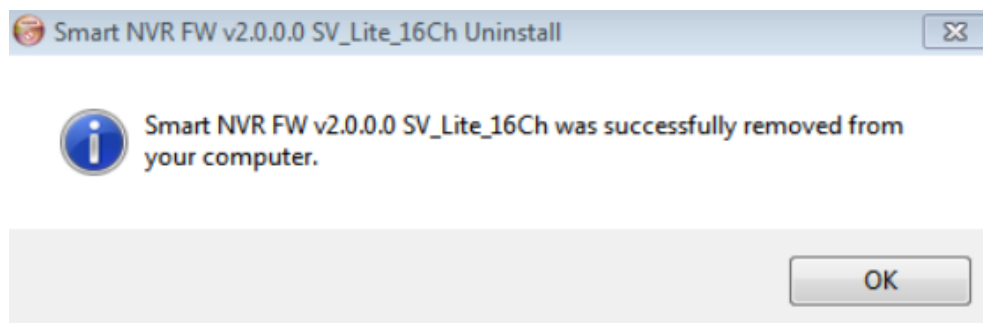 Smart NVR FW v2.0.0.0 SV_Lite_16Ch Uninstall
Smart NVR FW v2.0.0.0 SV_Lite_16Ch was successfully removed from
your computer.
OK